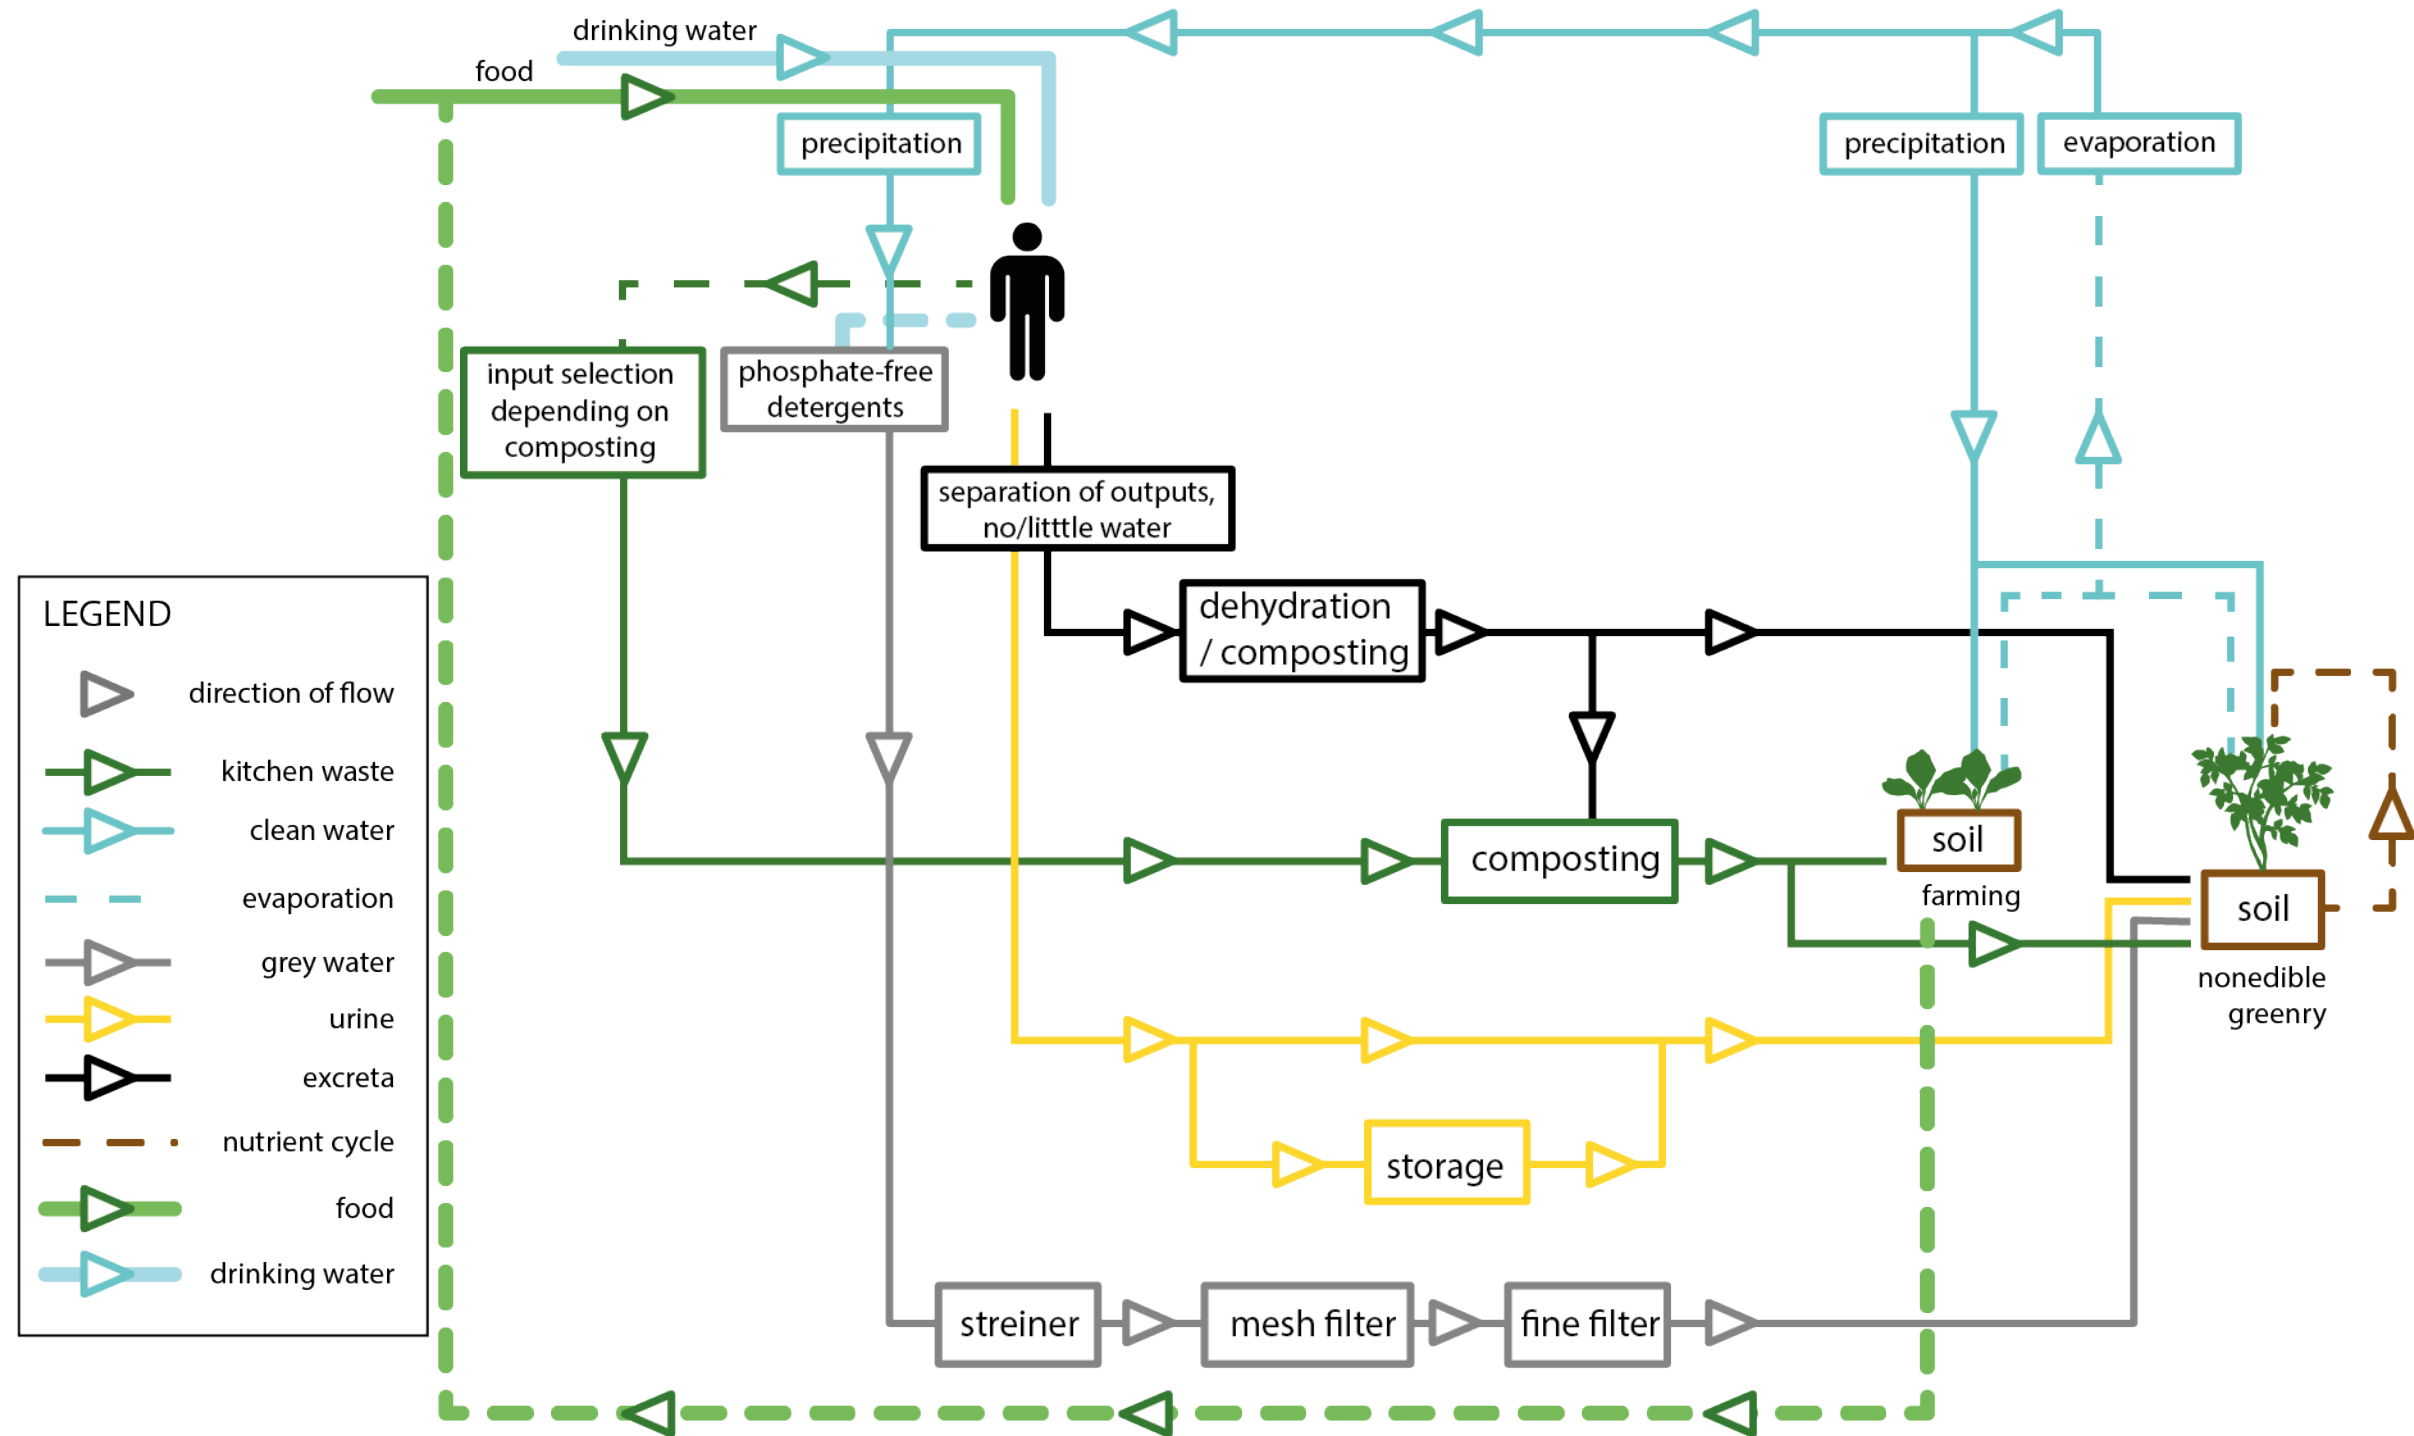 drinking water
food
precipitation
precipitation
evaporation
input selection
depending on
composting
phosphate-free
detergents
separation of outputs,
no/litttle water
dehydration
/ composting
LEGEND
direction of flow
kitchen waste
clean water
evaporation
grey water
urine
excreta
nutrient cycle
food
drinking water
composting
soil
farming
soil
nonedible
greenry
storage
streiner
mesh filter
fine filter